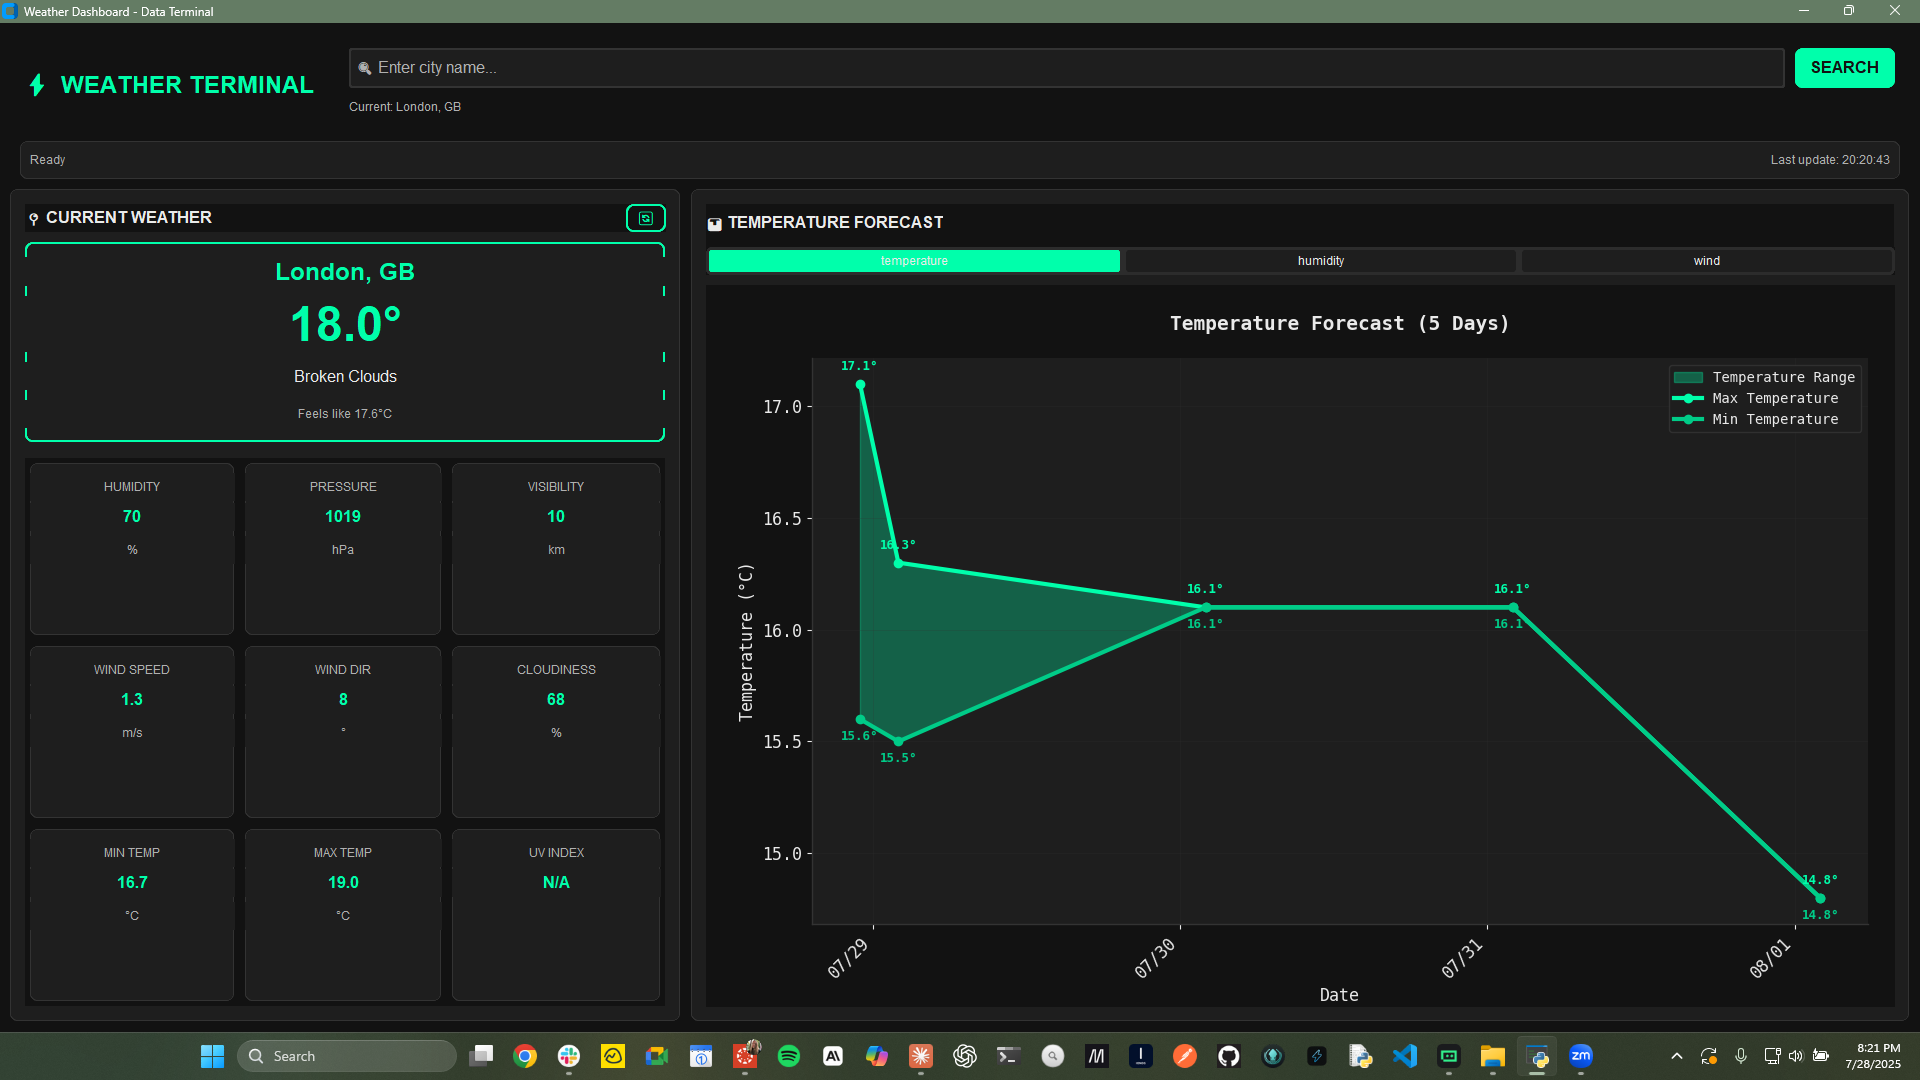 Weather Dashboard - Data Terminal
WEATHER TERMINAL
Enter city name...
SEARCH
Current: London, GB
Ready
Last update: 20:20:43
CURRENT WEATHER
London, GB
18.0°
Broken Clouds
Feels like 17.6°C
HUMIDITY
70
%
PRESSURE
1019
hPa
VISIBILITY
10
km
WIND SPEED
1.3
m/s
WIND DIR
8
°
CLOUDINESS
68
%
MIN TEMP
16.7
°C
MAX TEMP
19.0
°C
UV INDEX
N/A
TEMPERATURE FORECAST
temperature
humidity
wind
Temperature Forecast (5 Days)
Temperature Range
Max Temperature
Min Temperature
Temperature (°C)
17.0
16.5
16.0
15.5
15.0
17.1°
16.3°
16.1°
16.1°
14.8°
15.6°
15.5°
16.1°
16.1
14.8°
07/29
07/30
07/31
08/01
Date
Search
zm
8:21 PM
7/28/2025